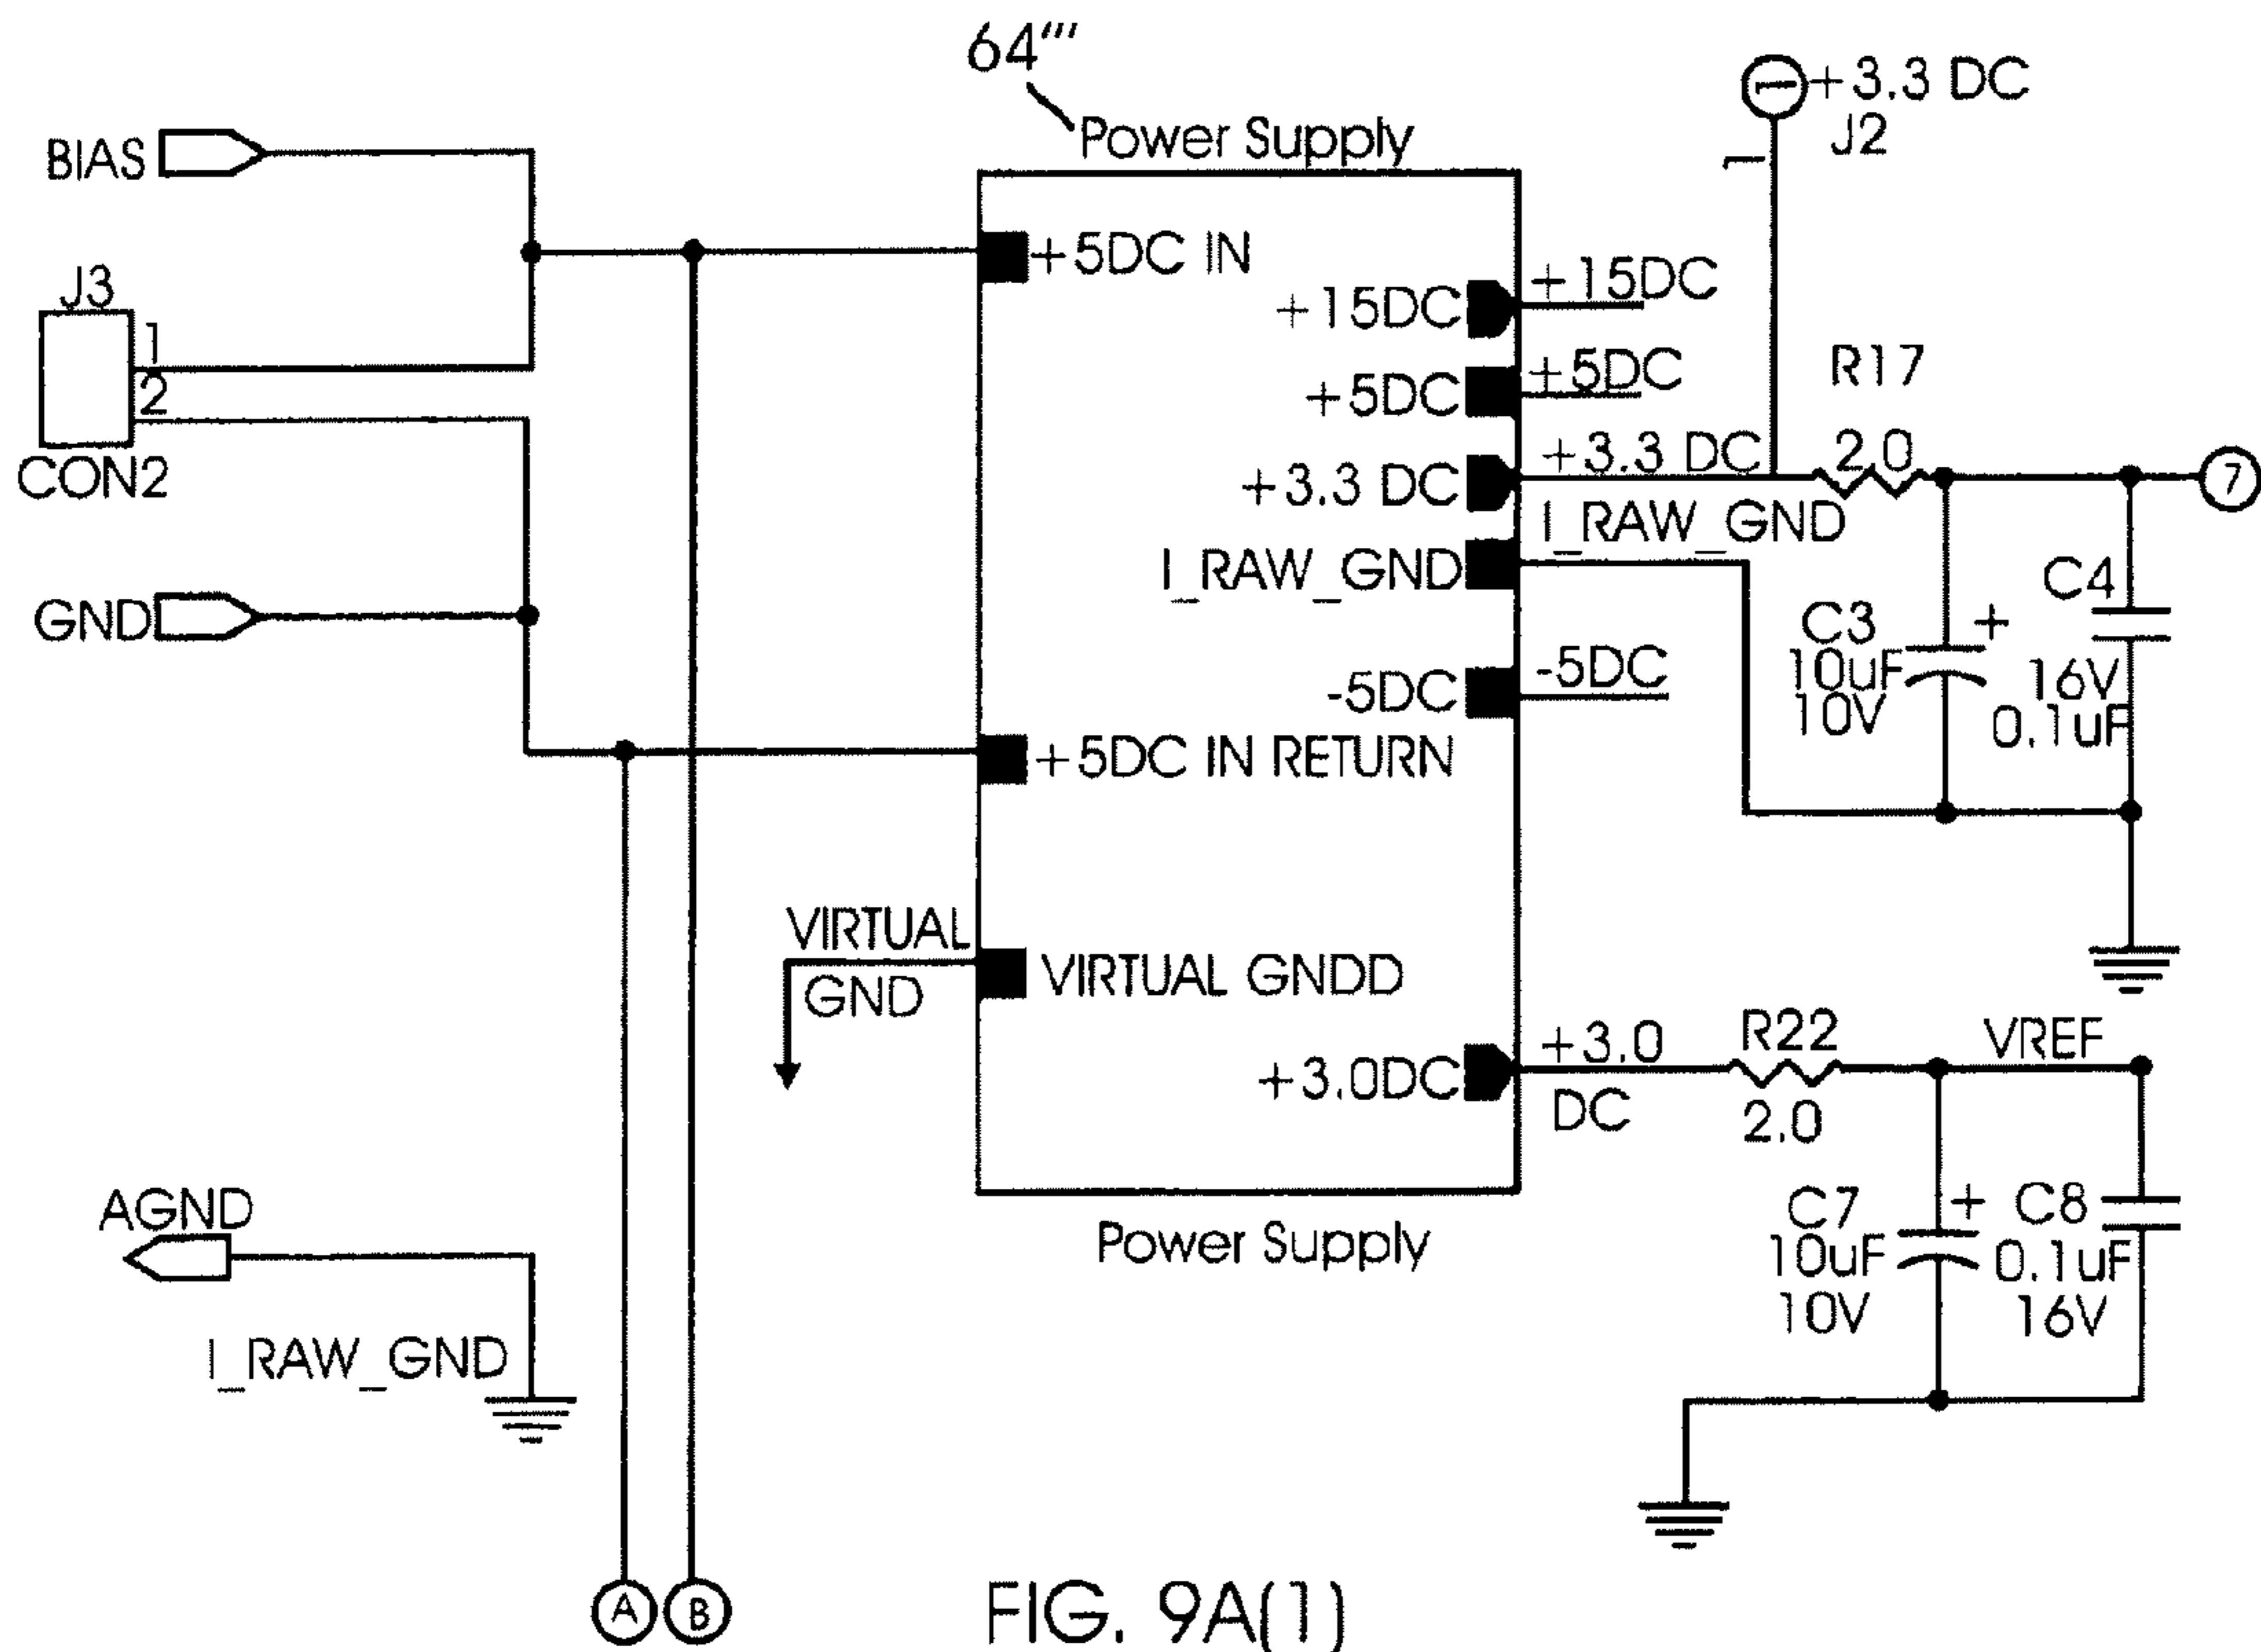 64'''
Power Supply
1
+3.3 DC
J2
1
BIAS
J3
1
2
CON2
GND
+5DC IN
+15DC
+15DC
+5DC
+5DC
R17
2.0
+3.3 DC
+3.3 DC
7
I_RAW_GND
I_RAW_GND
C3
10uF
10V
+
C4
16V
0.1uF
-5DC
-5DC
+5DC IN RETURN
VIRTUAL
GND
VIRTUAL GNDD
+3.0DC
+3.0
DC
R22
2.0
VREF
C7
10uF
10V
+
C8
0.1uF
16V
Power Supply
AGND
I_RAW_GND
A
B
FIG. 9A(1)